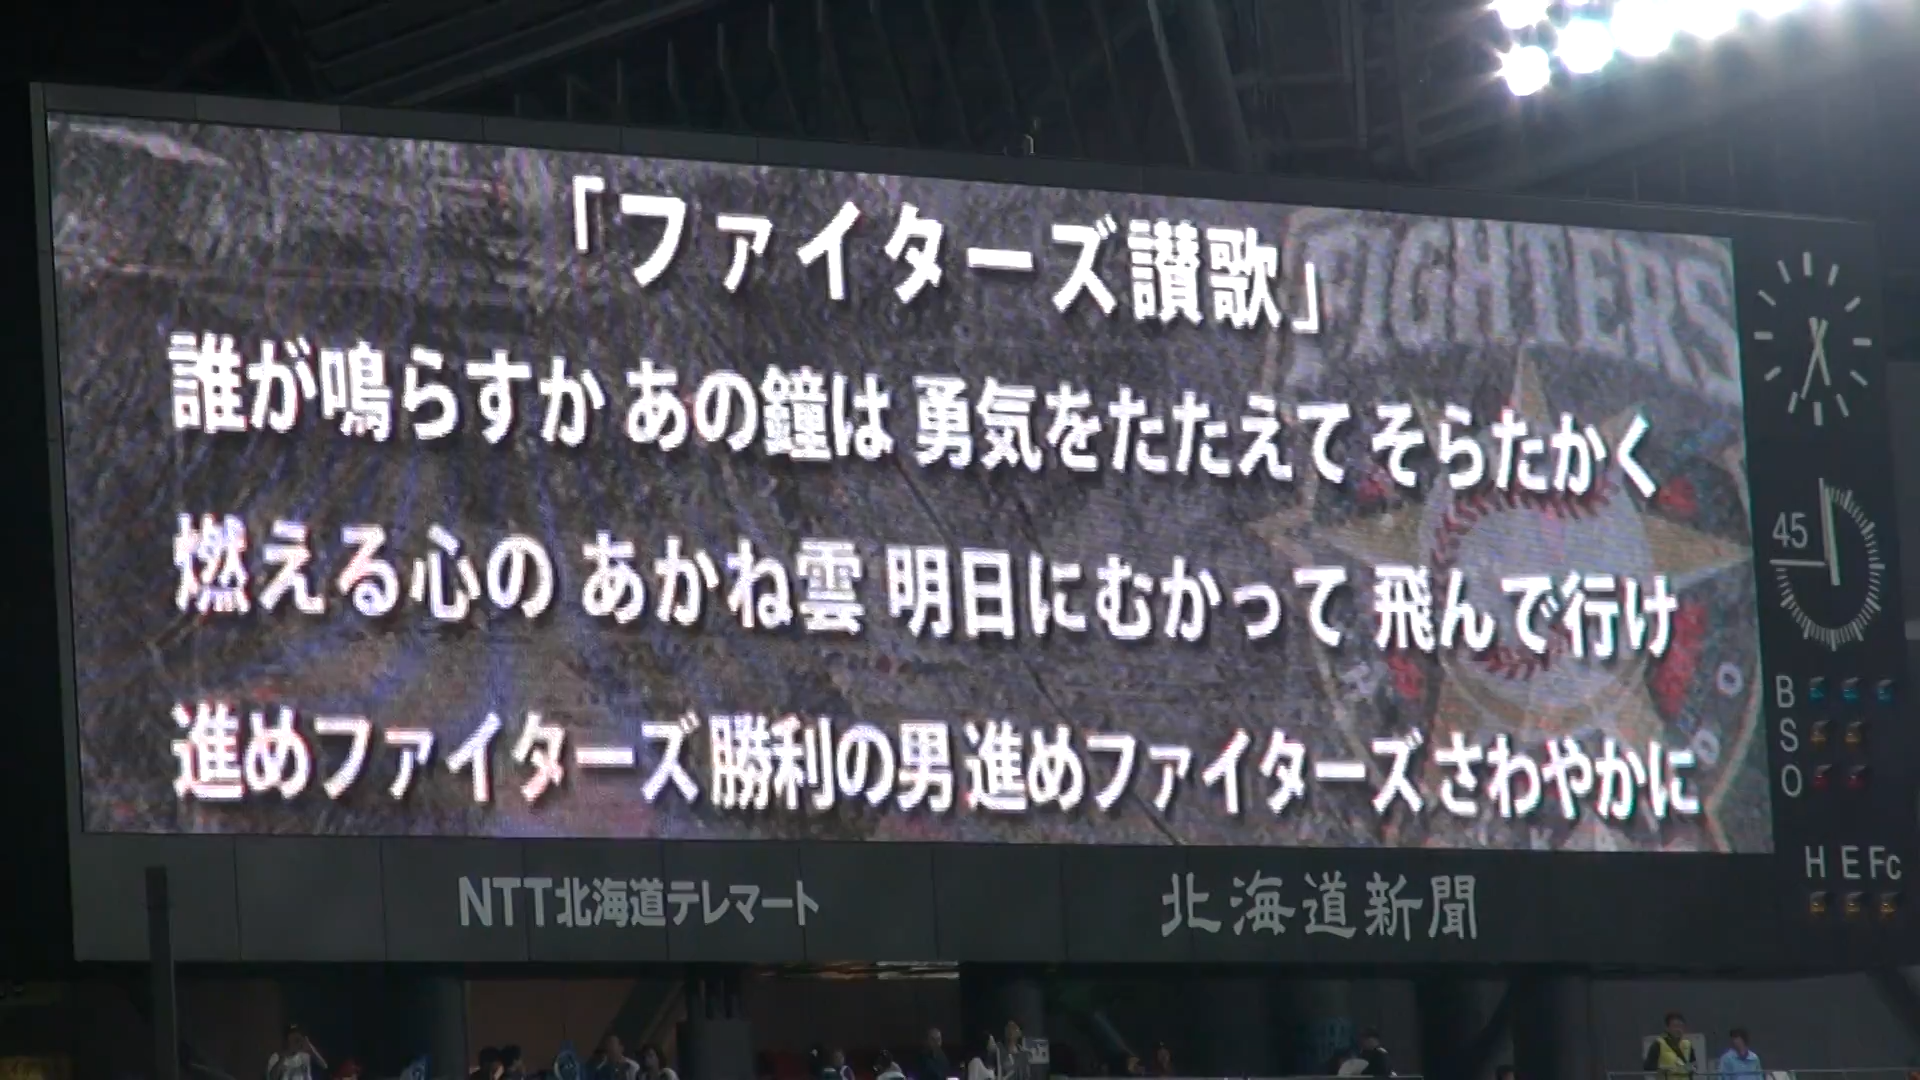 「ファイターズ讃歌」
FIGHTERS
誰が鳴らすか あの鐘は 勇気をたたえて そらたかく
燃える心の あかね雲 明日にむかって 飛んで行け
進めファイターズ 勝利の男 進めファイターズ さわやかに
45
B
S
O
H E Fc
NTT北海道テレマート
北海道新聞